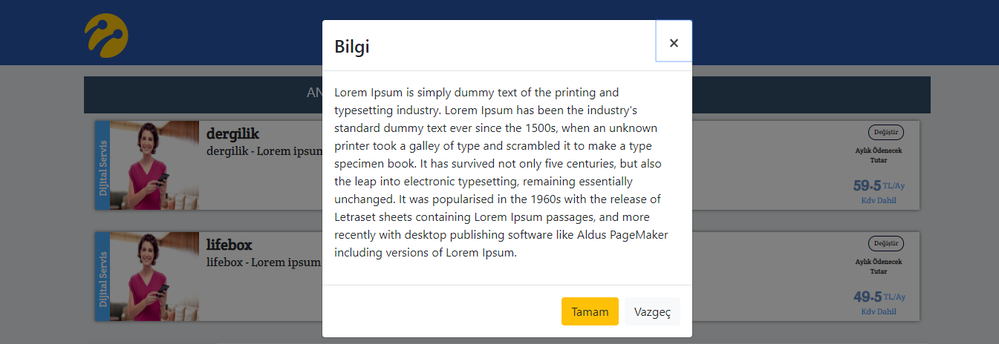 Bilgi
×
AN
Lorem Ipsum is simply dummy text of the printing and
typesetting industry. Lorem Ipsum has been the industry's
standard dummy text ever since the 1500s, when an unknown
printer took a galley of type and scrambled it to make a type
specimen book. It has survived not only five centuries, but also
the leap into electronic typesetting, remaining essentially
unchanged. It was popularised in the 1960s with the release of
Letraset sheets containing Lorem Ipsum passages, and more
recently with desktop publishing software like Aldus PageMaker
including versions of Lorem Ipsum.
Tamam Vazgeç
Dijital Servis
dergilik
dergilik - Lorem ipsum
Değiştir
Aylık Ödenecek
Tutar
59.5 TL/Ay
Kdv Dahil
Dijital Servis
lifebox
lifebox - Lorem ipsum
Değiştir
Aylık Ödenecek
Tutar
49.5 TL/Ay
Kdv Dahil